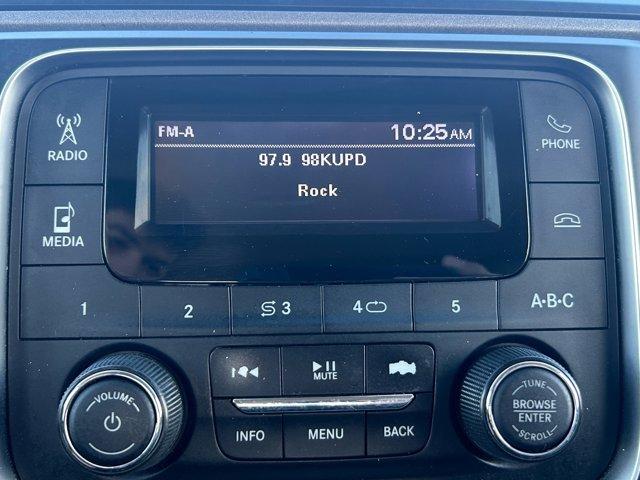 FM-A 10:25AM
97.9 98KUPD
Rock
RADIO
MEDIA
PHONE
1 2 3 4 5 A-B-C
MUTE
INFO MENU BACK
VOLUME
TUNE
BROWSE
ENTER
SCROLL